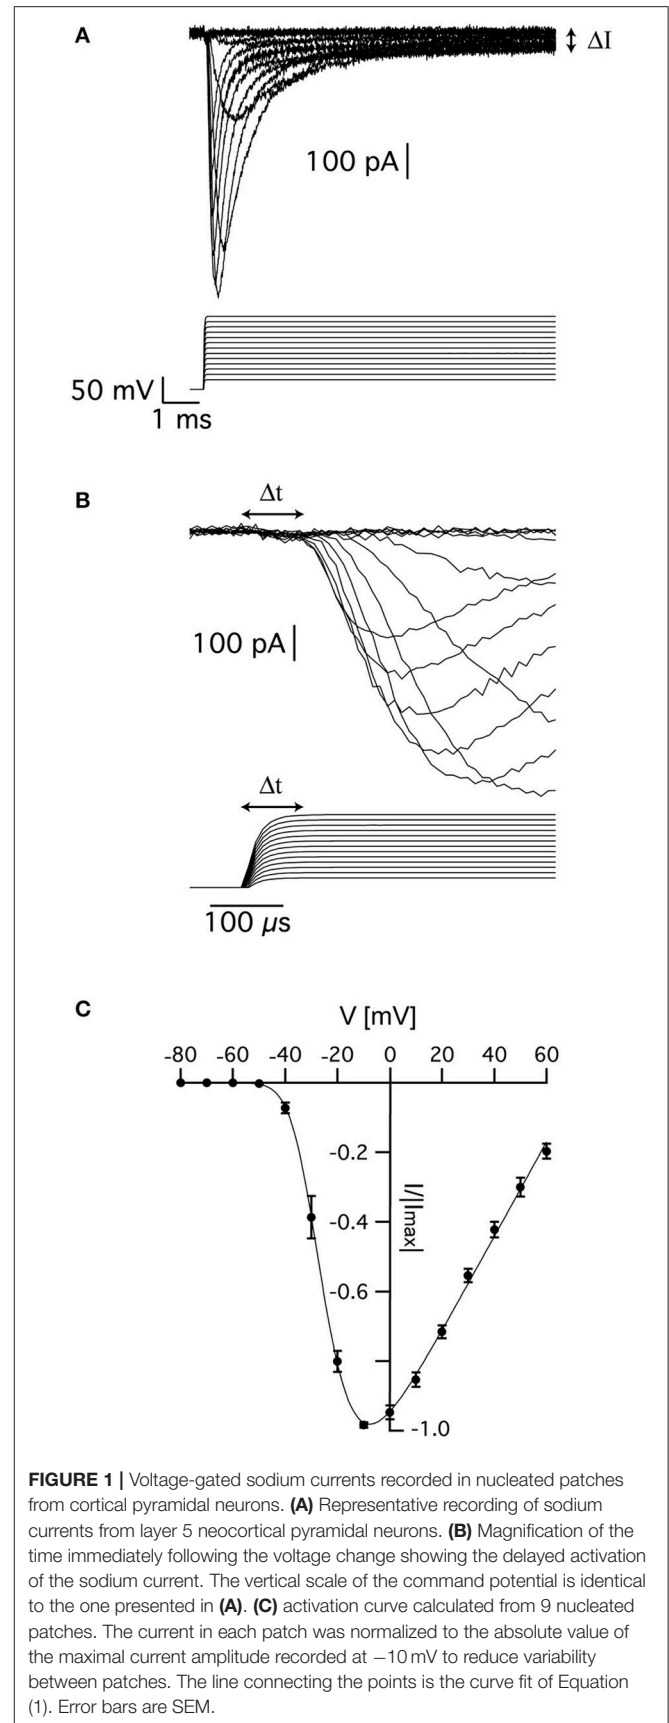 A
ΔI
100 pA
50 mV
1 ms
B
Δt
100 pA
Δt
100 µs
C
V [mV]
-80 -60 -40 -20 0 20 40 60
-0.2
-0.4
I/|Imax|
-0.6
-1.0
FIGURE 1 | Voltage-gated sodium currents recorded in nucleated patches
from cortical pyramidal neurons. (A) Representative recording of sodium
currents from layer 5 neocortical pyramidal neurons. (B) Magnification of the
time immediately following the voltage change showing the delayed activation
of the sodium current. The vertical scale of the command potential is identical
to the one presented in (A). (C) activation curve calculated from 9 nucleated
patches. The current in each patch was normalized to the absolute value of
the maximal current amplitude recorded at −10 mV to reduce variability
between patches. The line connecting the points is the curve fit of Equation
(1). Error bars are SEM.